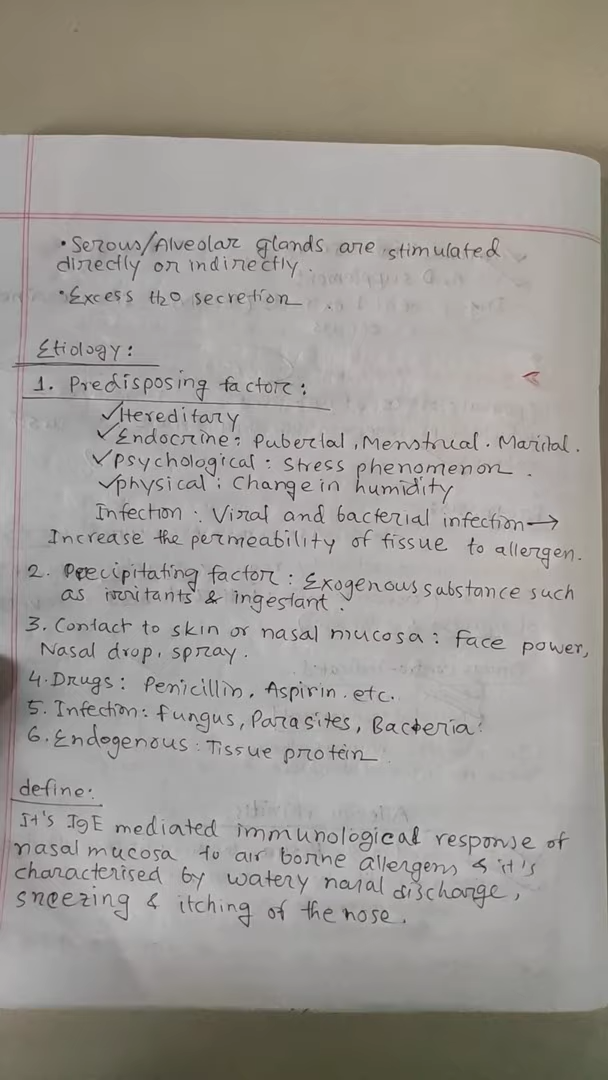 • Serous/Alveolar glands are stimulated
directly or indirectly.
• Excess H2o secretion.
Etiology:
1. Predisposing factor:
✓Hereditary
✓Endocrine: Pubertal, Menstrual. Marital.
✓psychological: stress phenomenon.
✓physical: Change in humidity
Infection: Viral and bacterial infection→
Increase the permeability of tissue to allergen.
2. Precipitating factor: Exogenous substance such
as irritants & ingestant.
3. Contact to skin or nasal mucosa: face power,
Nasal drop, spray.
4. Drugs: Penicillin, Aspirin. etc.
5. Infection: fungus, Parasites, Bacteria.
6. Endogenous: Tissue protein.
define:
It's IgE mediated immunological response of
nasal mucosa to air borne allergens & it's
characterised by watery nasal discharge,
sneezing & itching of the nose.